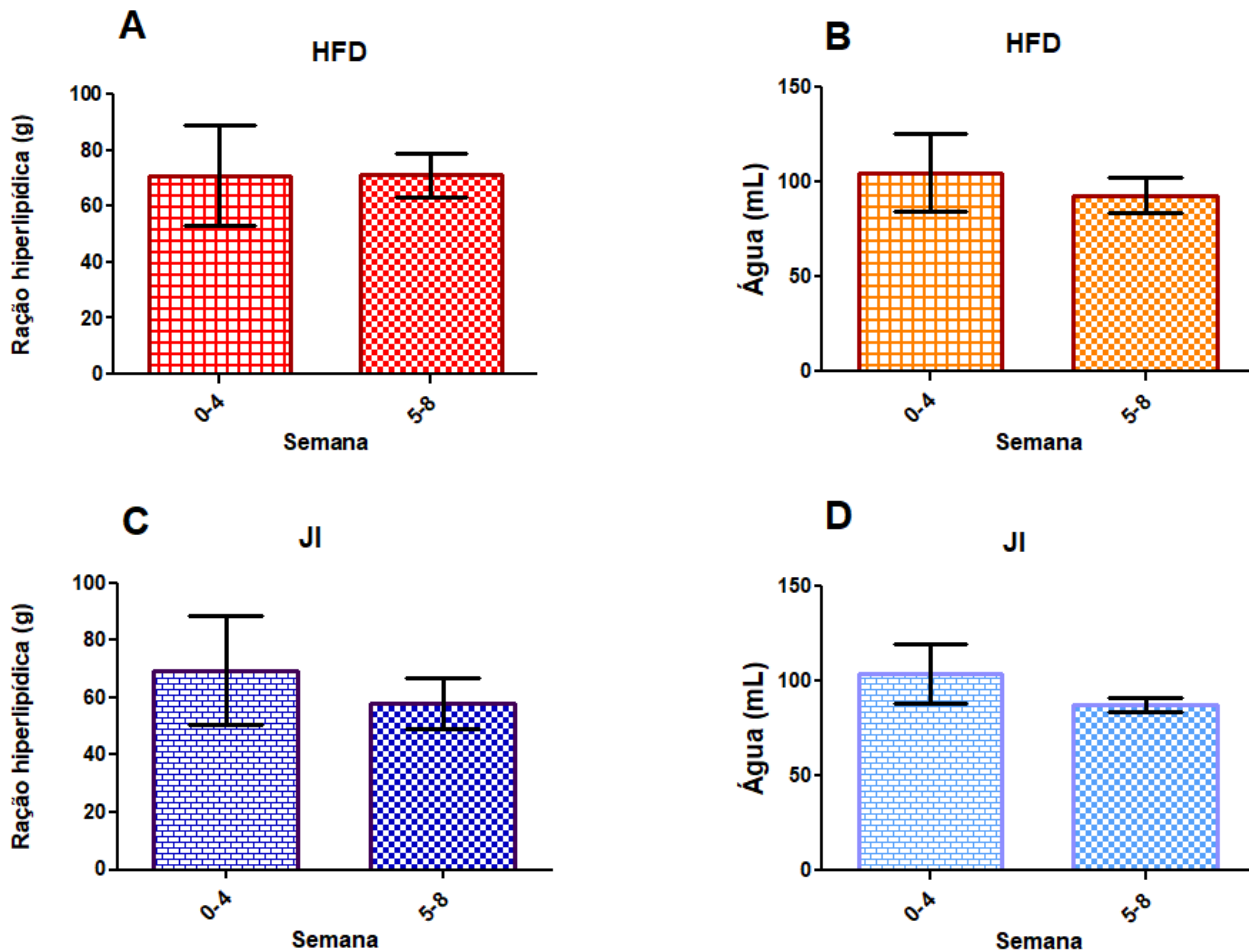 A
HFD
Ração hiperlipídica (g)
100
80
60
40
20
0
0-4
5-8
Semana
B
HFD
Água (mL)
150
100
50
0
0-4
5-8
Semana
C
JI
Ração hiperlipídica (g)
100
80
60
40
20
0
0-4
5-8
Semana
D
JI
Água (mL)
150
100
50
0
0-4
5-8
Semana